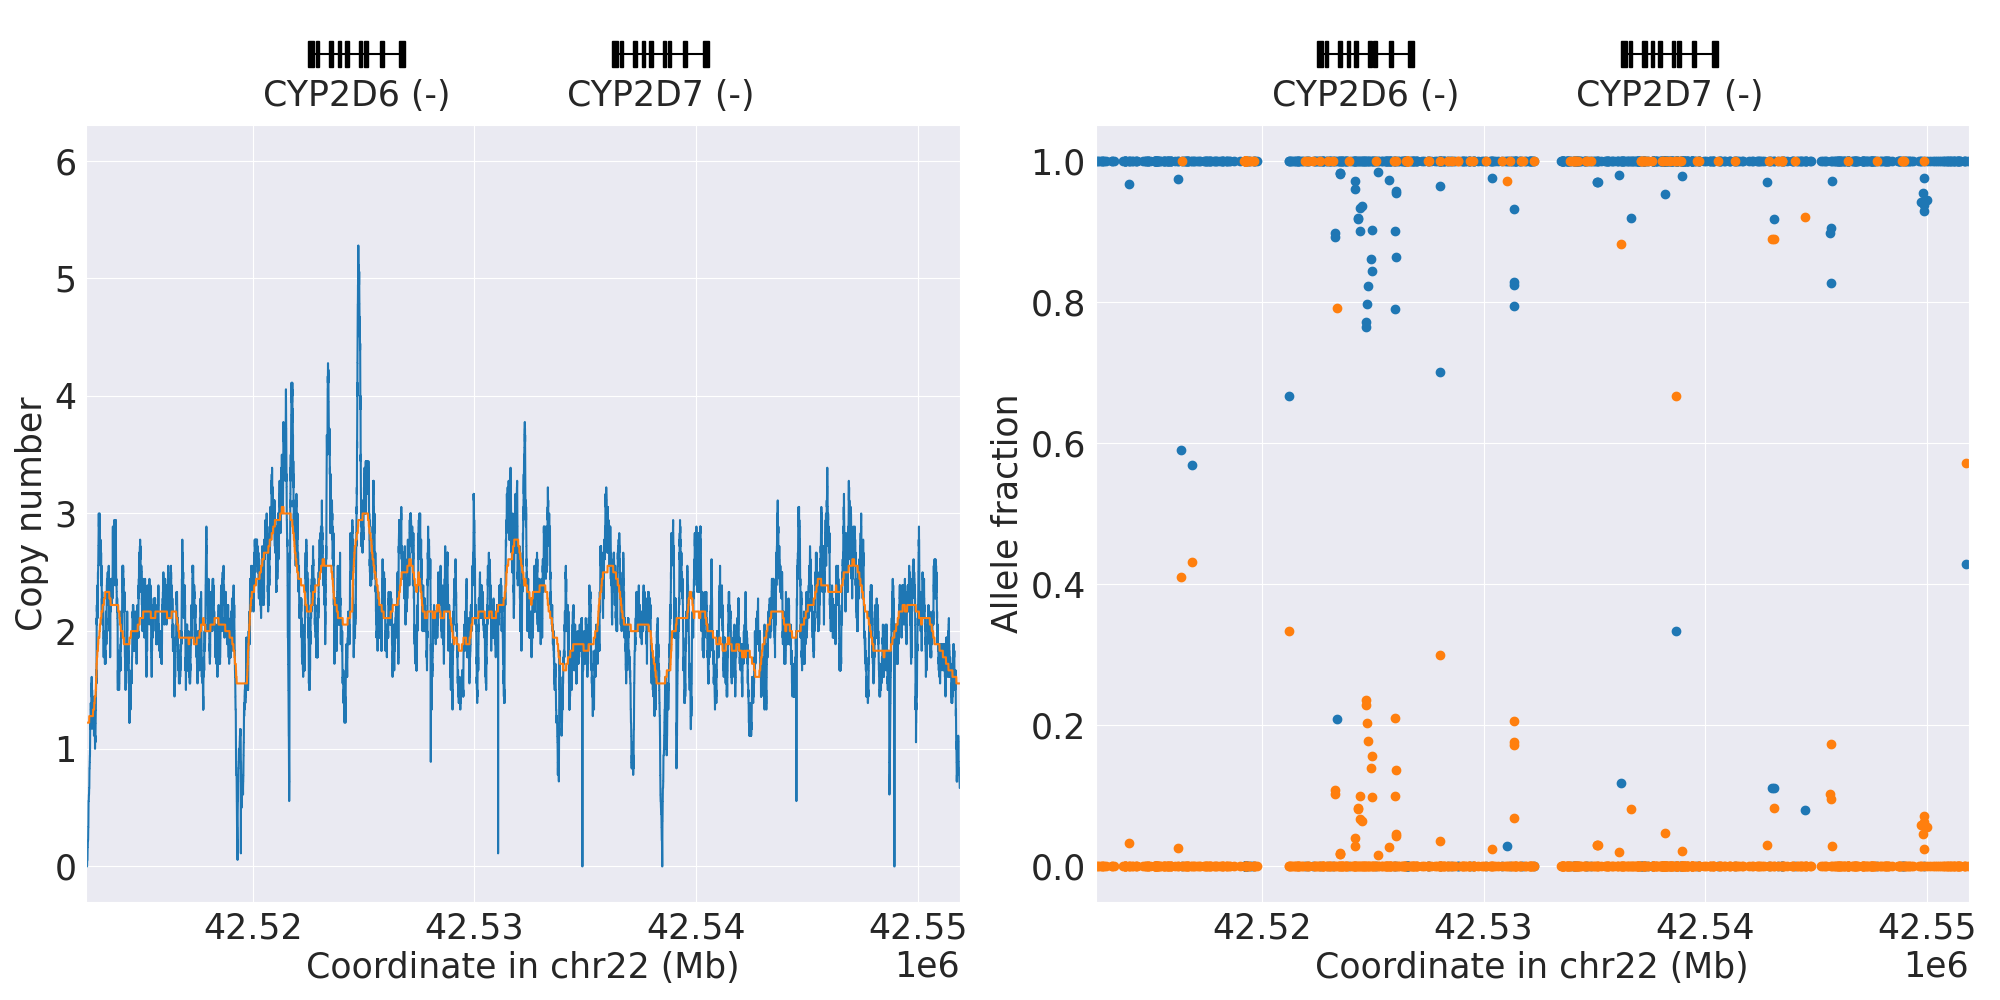 CYP2D6 (-) CYP2D7 (-)
6
5
4
3
2
1
0
Copy number
42.52 42.53 42.54 42.55
Coordinate in chr22 (Mb)
1e6
CYP2D6 (-) CYP2D7 (-)
1.0
0.8
0.6
0.4
0.2
0.0
Allele fraction
42.52 42.53 42.54 42.55
Coordinate in chr22 (Mb)
1e6